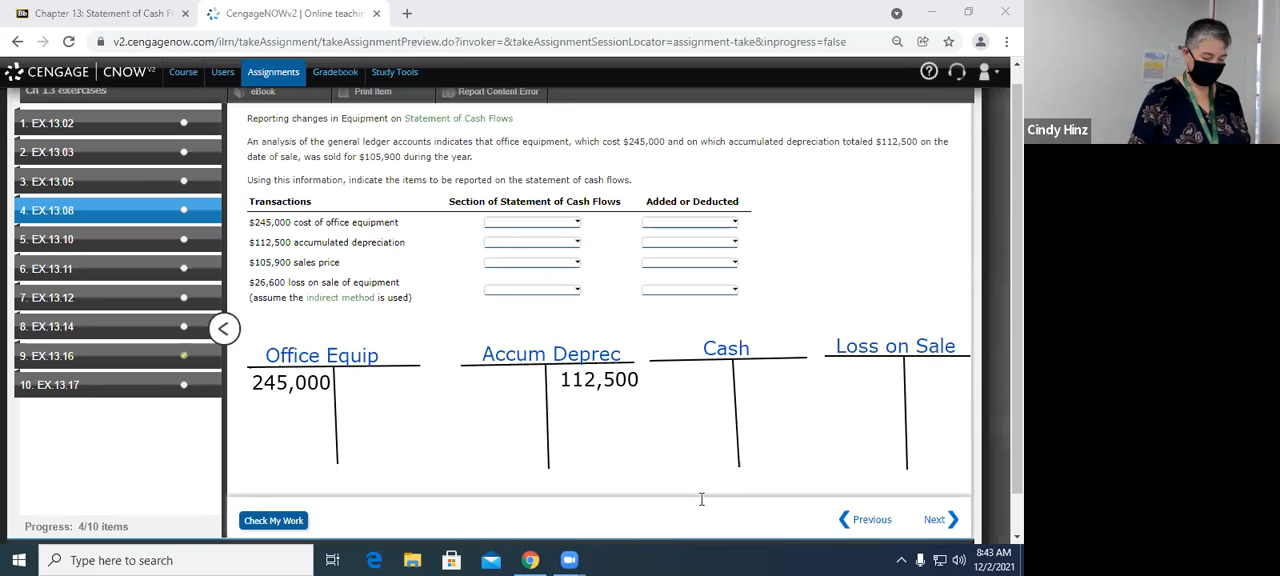 Chapter 13: Statement of Cash F
CengageNOWv2 | Online teachin
v2.cengagenow.com/ilrn/takeAssignment/takeAssignmentPreview.do?invoker=&takeAssignmentSessionLocator=assignment-take&inprogress=false
CENGAGE | CNOWv2 Course Users Assignments Gradebook Study Tools
Ch 13 exercises
eBook Print Item Report Content Error
1. EX.13.02
2. EX.13.03
3. EX.13.05
4. EX.13.08
5. EX.13.10
6. EX.13.11
7. EX.13.12
8. EX.13.14
9. EX.13.16
10. EX.13.17
Progress: 4/10 items
Reporting changes in Equipment on Statement of Cash Flows
An analysis of the general ledger accounts indicates that office equipment, which cost $245,000 and on which accumulated depreciation totaled $112,500 on the
date of sale, was sold for $105,900 during the year.
Using this information, indicate the items to be reported on the statement of cash flows.
Transactions Section of Statement of Cash Flows Added or Deducted
$245,000 cost of office equipment
$112,500 accumulated depreciation
$105,900 sales price
$26,600 loss on sale of equipment
(assume the indirect method is used)
Office Equip Accum Deprec Cash Loss on Sale
245,000 112,500
Check My Work Previous Next
Cindy Hinz
Type here to search
8:43 AM
12/2/2021